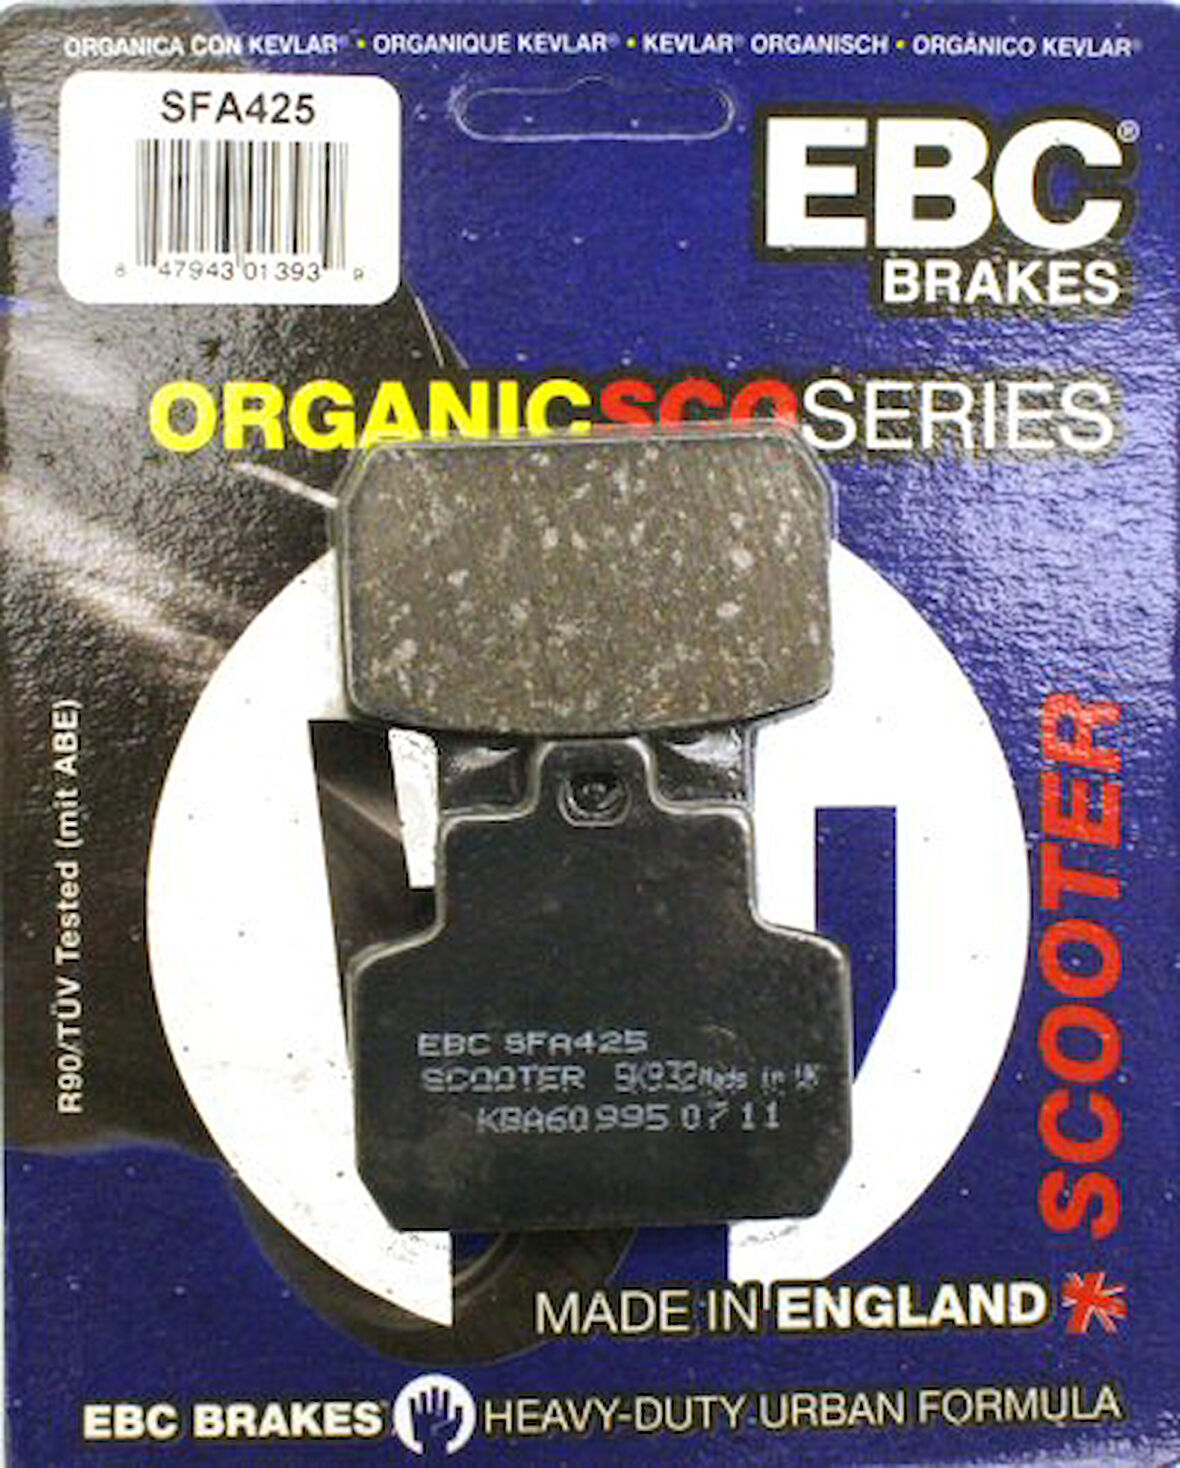 ORGANICA CON KEVLAR® • ORGANIQUE KEVLAR® • KEVLAR® ORGANISCH • ORGÁNICO KEVLAR®
SFA425
8 47943 01393 9
EBC®
BRAKES
ORGANICSCOSERIES
R90/TÜV Tested (mit ABE)
SCOOTER
EBC SFA425
SCOOTER SK932 Made in UK
KBA60995 0711
MADE IN ENGLAND
EBC BRAKES HEAVY-DUTY URBAN FORMULA